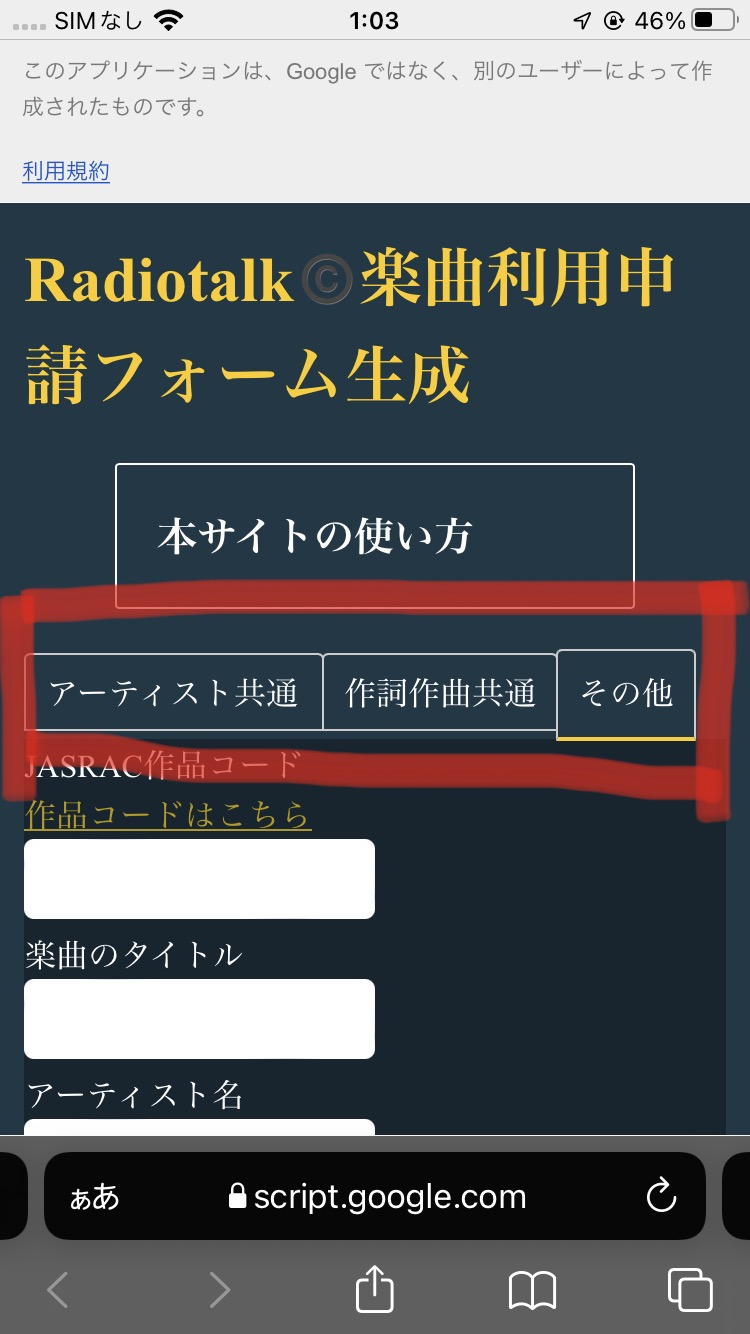 SIMなし 1:03 46%
このアプリケーションは、Google ではなく、別のユーザーによって作
成されたものです。
利用規約
Radiotalk©楽曲利用申
請フォーム生成
本サイトの使い方
アーティスト共通 作詞作曲共通 その他
JASRAC作品コード
作品コードはこちら
楽曲のタイトル
アーティスト名
ぁあ script.google.com